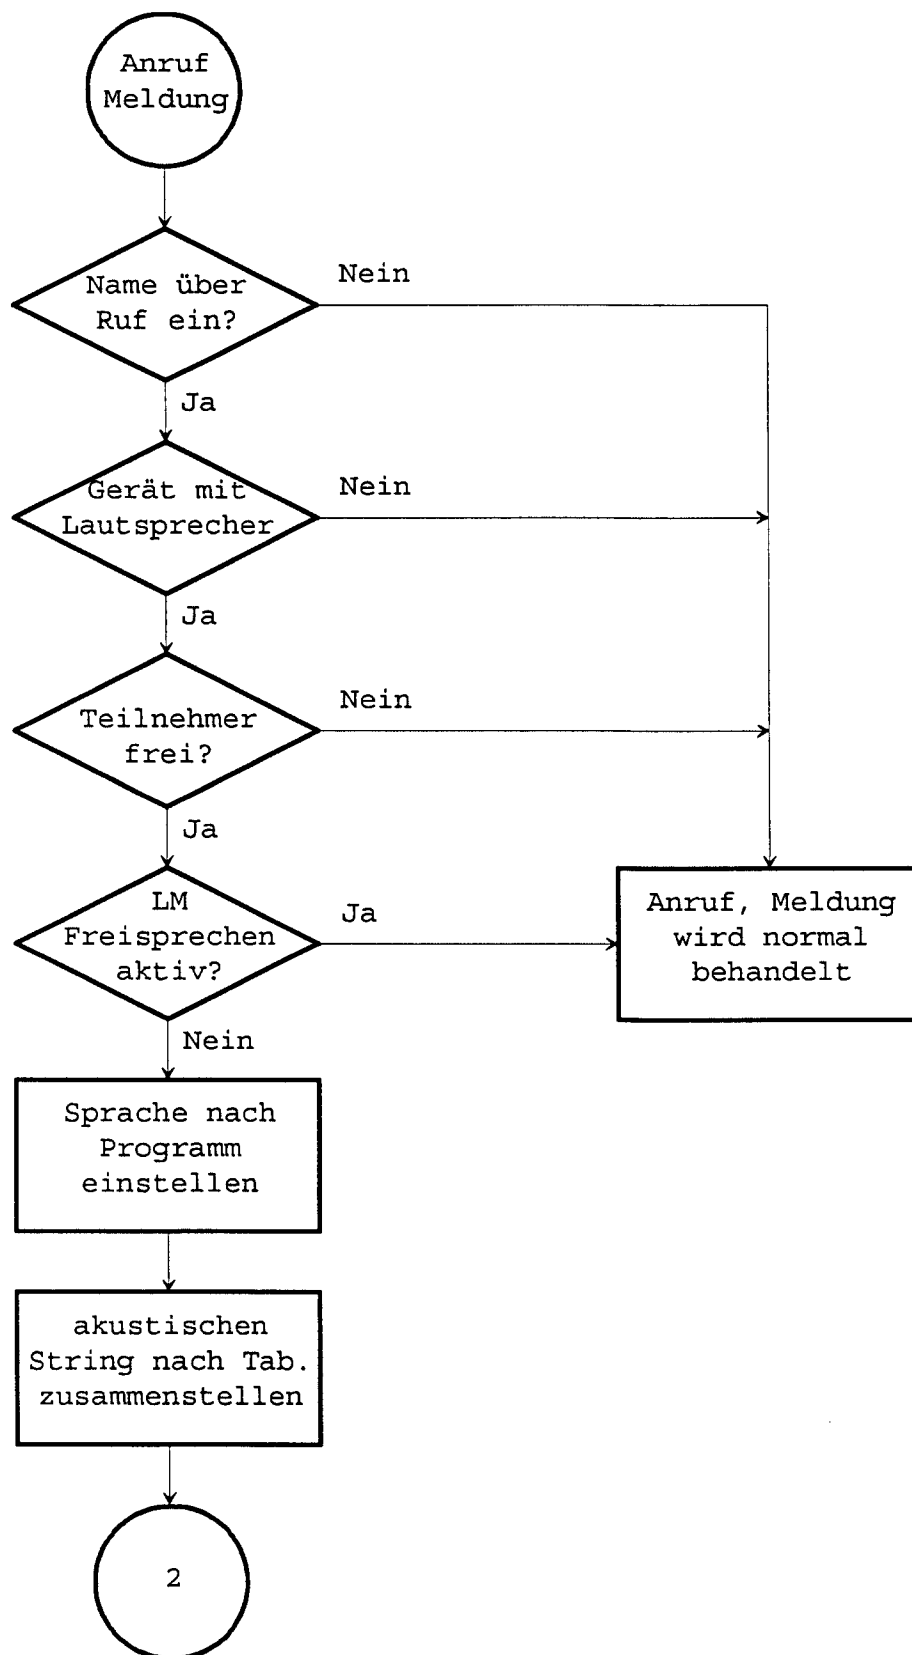 Anruf
Meldung
Name über
Ruf ein?
Nein
Ja
Gerät mit
Lautsprecher
Nein
Ja
Teilnehmer
frei?
Nein
Ja
LM
Freisprechen
aktiv?
Ja
Nein
Anruf, Meldung
wird normal
behandelt
Sprache nach
Programm
einstellen
akustischen
String nach Tab.
zusammenstellen
2